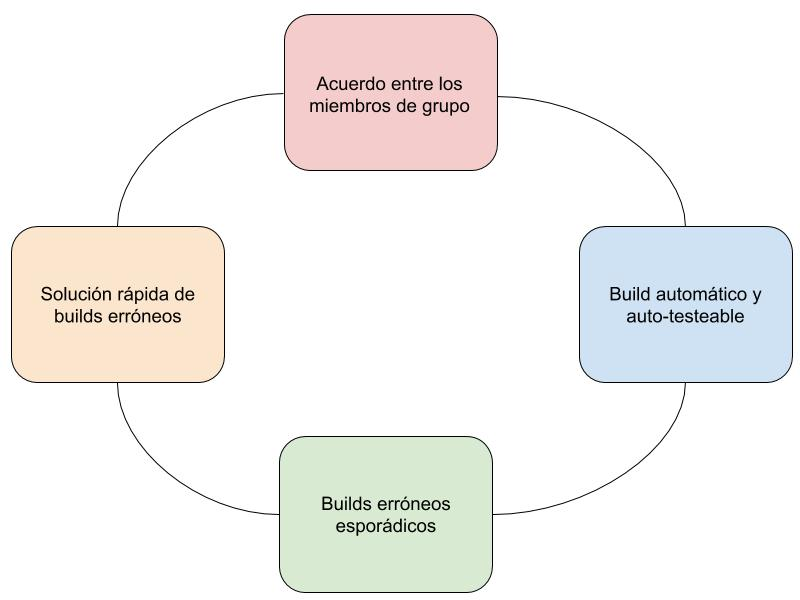 Acuerdo entre los
miembros de grupo
Solución rápida de
builds erróneos
Build automático y
auto-testeable
Builds erróneos
esporádicos